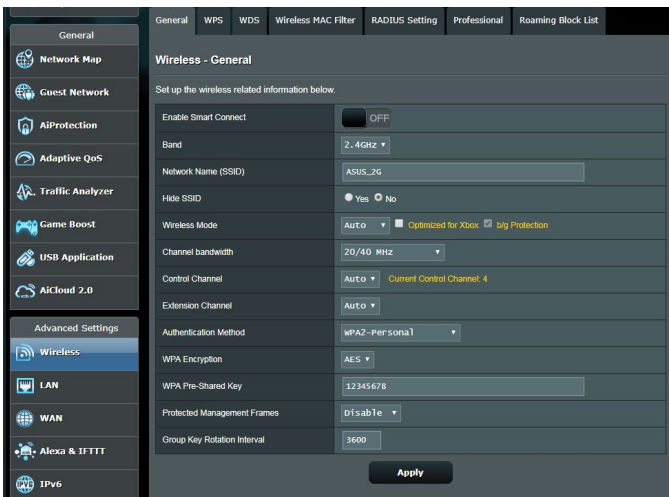 General
Network Map
Guest Network
AiProtection
Adaptive QoS
Traffic Analyzer
Game Boost
USB Application
AiCloud 2.0
Advanced Settings
Wireless
LAN
WAN
Alexa & IFTTT
IPv6
General WPS WDS Wireless MAC Filter RADIUS Setting Professional Roaming Block List
Wireless - General
Set up the wireless related information below.
Enable Smart Connect OFF
Band 2.4GHz
Network Name (SSID) ASUS_2G
Hide SSID Yes No
Wireless Mode Auto Optimized for Xbox b/g Protection
Channel bandwidth 20/40 MHz
Control Channel Auto Current Control Channel: 4
Extension Channel Auto
Authentication Method WPA2-Personal
WPA Encryption AES
WPA Pre-Shared Key 12345678
Protected Management Frames Disable
Group Key Rotation Interval 3600
Apply